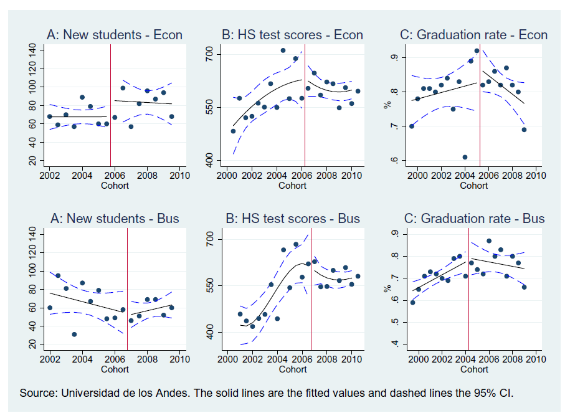 A: New students - Econ
B: HS test scores - Econ
C: Graduation rate - Econ
140
120
100
80
60
40
20
2002 2004 2006 2008 2010
Cohort
700
550
400
2000 2002 2004 2006 2008 2010
Cohort
%
.9
.8
.7
.6
2000 2002 2004 2006 2008 2010
Cohort
A: New students - Bus
B: HS test scores - Bus
C: Graduation rate - Bus
140
120
100
80
60
40
20
2002 2004 2006 2008 2010
Cohort
700
550
400
2000 2002 2004 2006 2008 2010
Cohort
%
.9
.8
.7
.6
.5
.4
2000 2002 2004 2006 2008 2010
Cohort
Source: Universidad de los Andes. The solid lines are the fitted values and dashed lines the 95% CI.